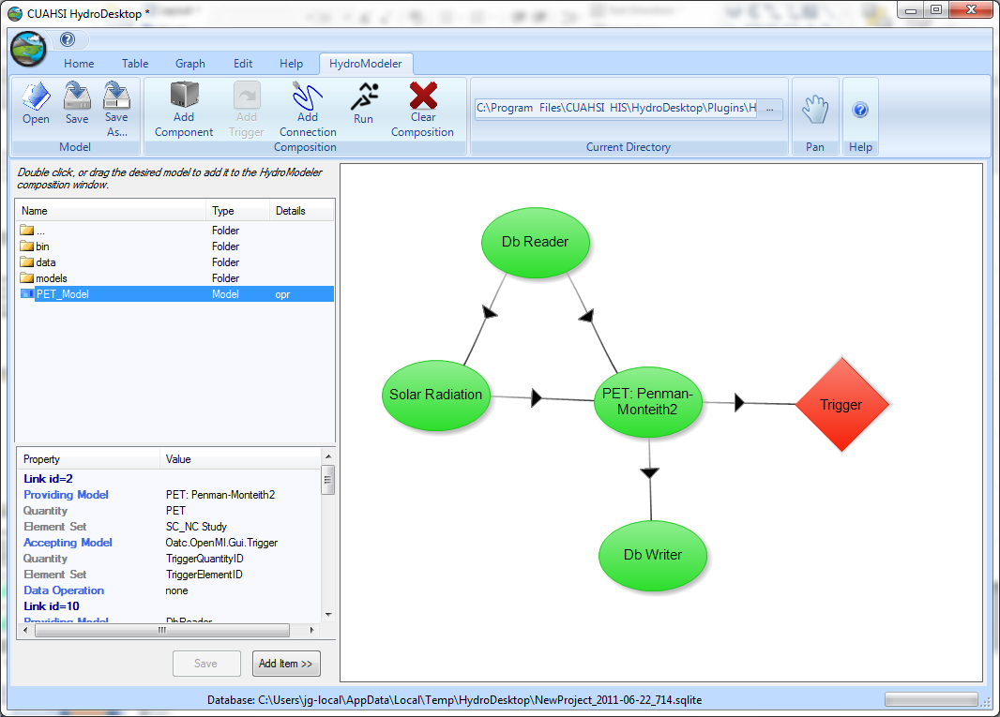 CUAHSI HydroDesktop *
Home Table Graph Edit Help HydroModeler
Open Save Save As... Add Component Add Trigger Add Connection Run Clear Composition C:\Program Files\CUAHSI HIS\HydroDesktop\Plugins\H ...
Model Composition Current Directory Pan Help
Double click, or drag the desired model to add it to the HydroModeler
composition window.
Name Type Details
... Folder
bin Folder
data Folder
models Folder
PET_Model Model opr
Property Value
Link id=2
Providing Model PET: Penman-Monteith2
Quantity PET
Element Set SC_NC Study
Accepting Model Oatc.OpenMI.Gui.Trigger
Quantity TriggerQuantityID
Element Set TriggerElementID
Data Operation none
Link id=10
Providing Model DbReader
Save Add Item >>
Db Reader
Solar Radiation
PET: Penman-
Monteith2
Trigger
Db Writer
Database: C:\Users\jg-local\AppData\Local\Temp\HydroDesktop\NewProject_2011-06-22_714.sqlite